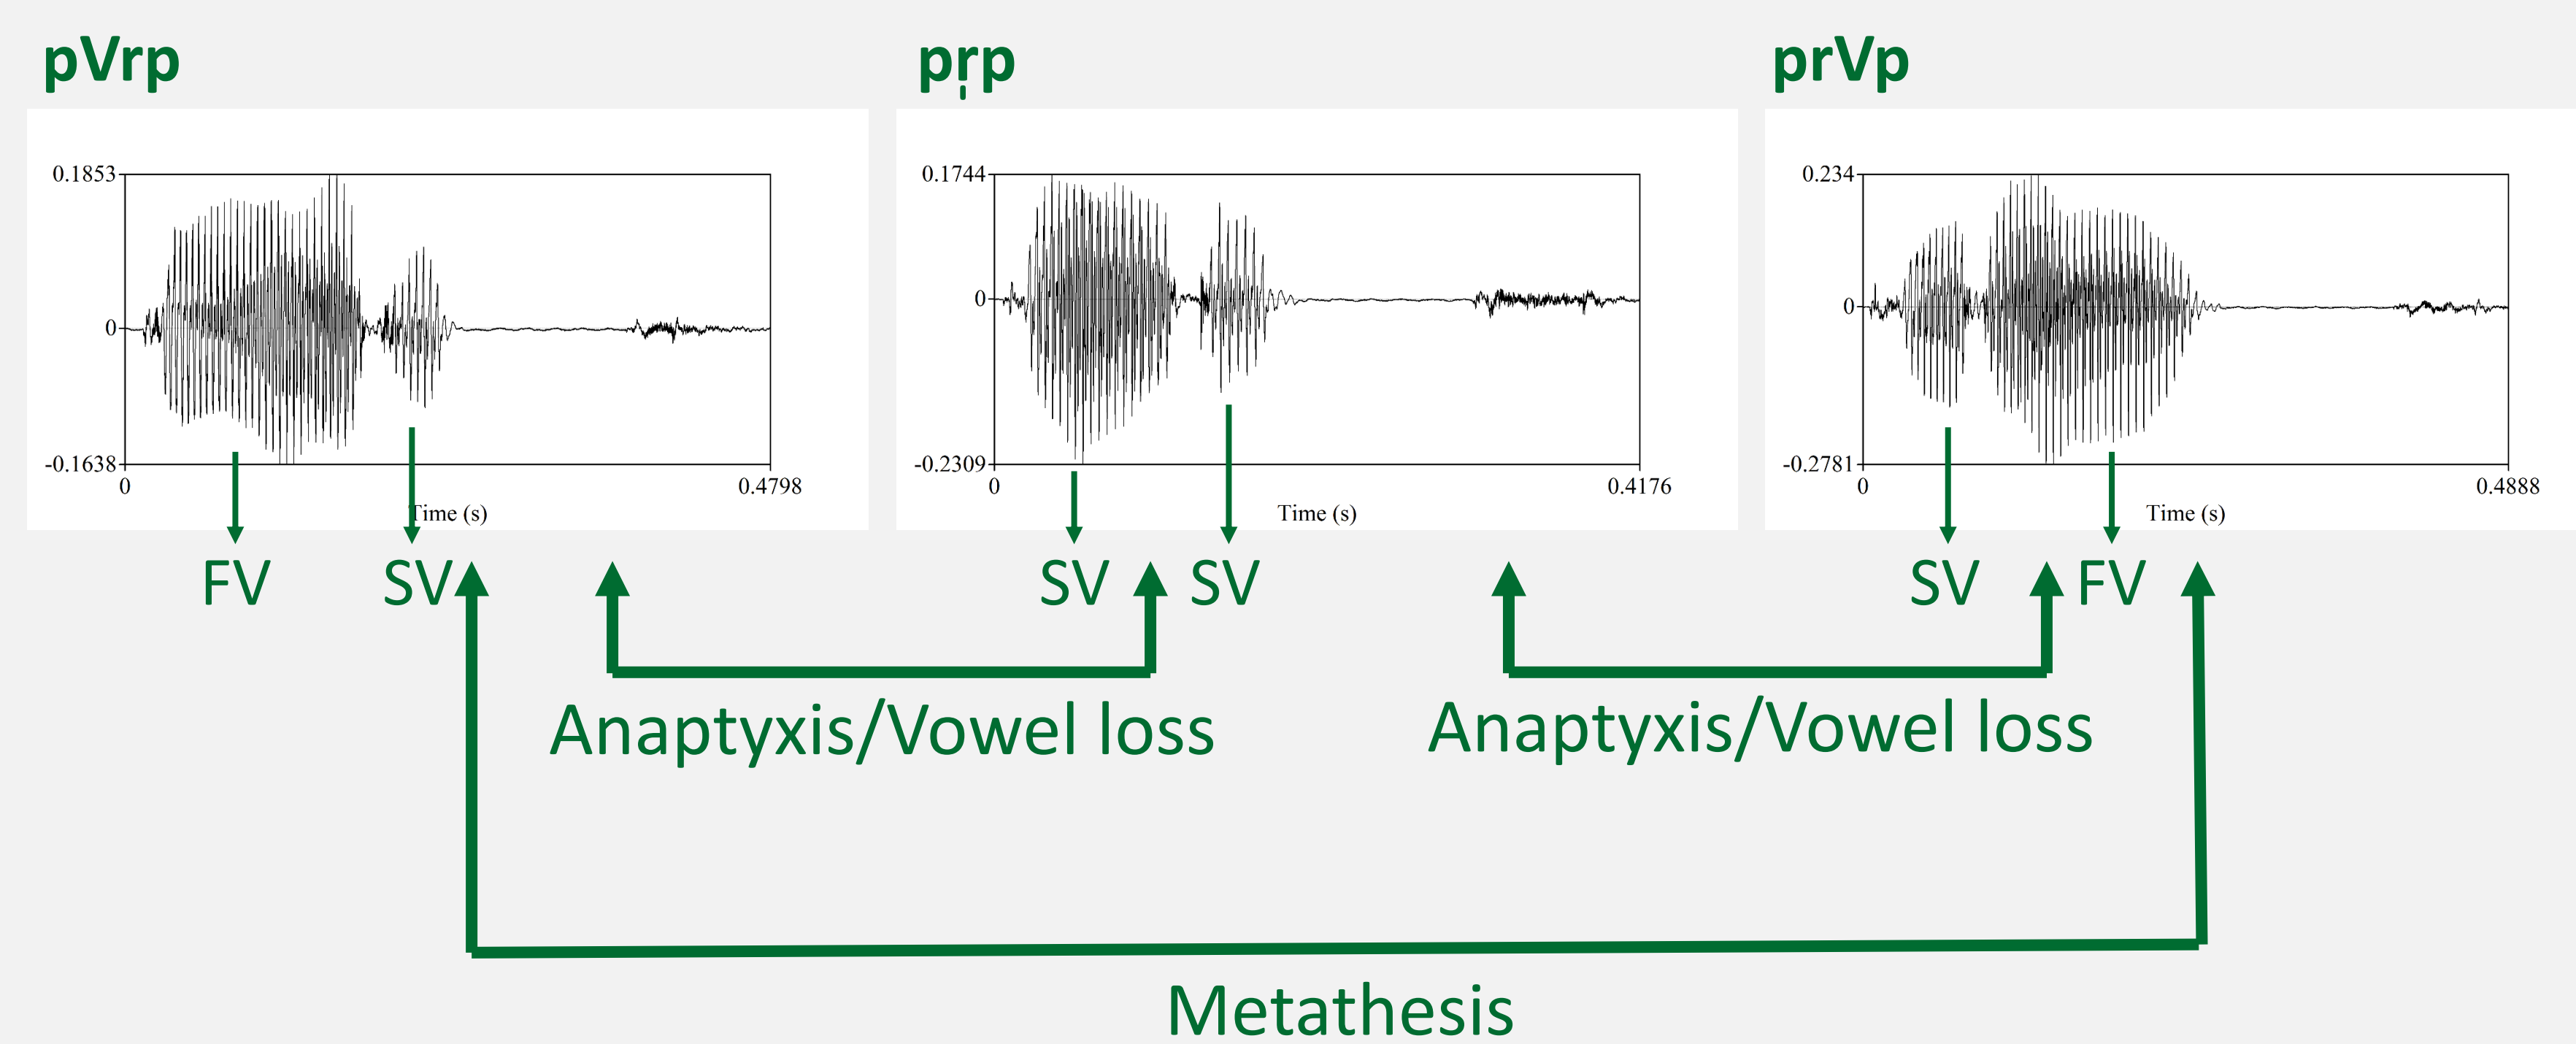 pVrp
pr̩p
prVp
0.1853
0
-0.1638
0
0.4798
Time (s)
0.1744
0
-0.2309
0
0.4176
Time (s)
0.234
0
-0.2781
0
0.4888
Time (s)
FV
SV
SV
SV
SV
FV
Anaptyxis/Vowel loss
Anaptyxis/Vowel loss
Metathesis